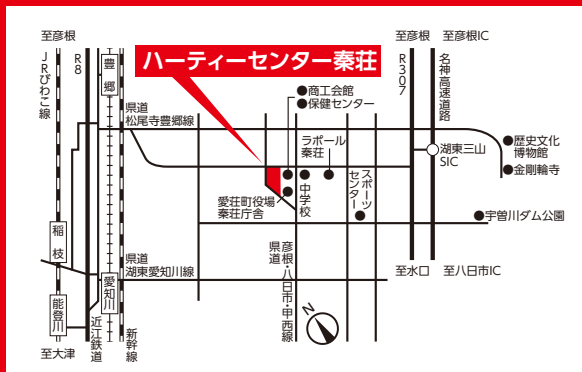 至彦根
至彦根
至彦根IC
JRびわこ線
R8
豊郷
ハーティーセンター秦荘
R307
名神高速道路
商工会館
保健センター
県道
松尾寺豊郷線
ラポール
秦荘
湖東三山
SIC
歴史文化
博物館
金剛輪寺
中学校
スポーツ
センター
愛荘町役場
秦荘庁舎
宇曽川ダム公園
稲枝
県道
湖東愛知川線
愛知川
県道
彦根・八日市・甲西線
至水口
至八日市IC
能登川
近江鉄道
新幹線
N
至大津